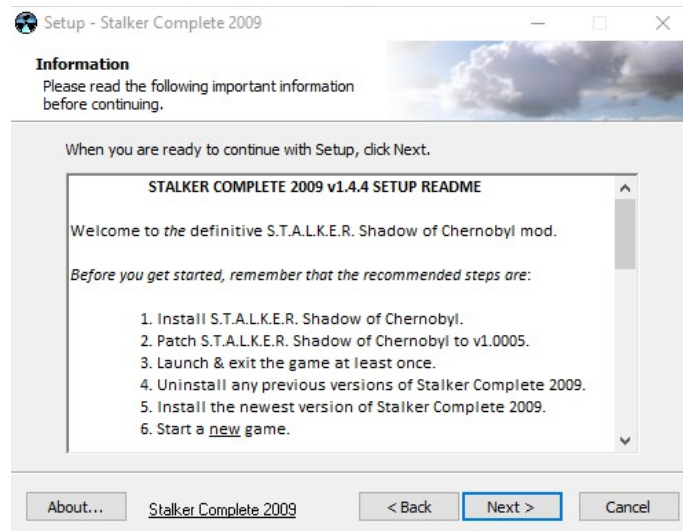 Setup - Stalker Complete 2009
Information
Please read the following important information
before continuing.
When you are ready to continue with Setup, click Next.
STALKER COMPLETE 2009 v1.4.4 SETUP README
Welcome to the definitive S.T.A.L.K.E.R. Shadow of Chernobyl mod.
Before you get started, remember that the recommended steps are:
1. Install S.T.A.L.K.E.R. Shadow of Chernobyl.
2. Patch S.T.A.L.K.E.R. Shadow of Chernobyl to v1.0005.
3. Launch & exit the game at least once.
4. Uninstall any previous versions of Stalker Complete 2009.
5. Install the newest version of Stalker Complete 2009.
6. Start a new game.
About... Stalker Complete 2009 < Back Next > Cancel